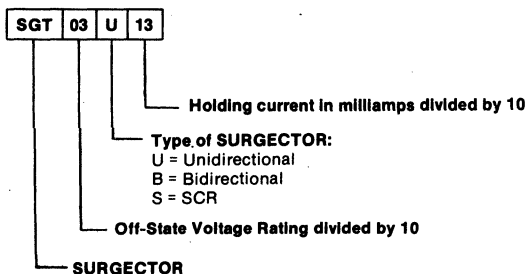 SGT 03 U 13
Holding current in milliamps divided by 10
Type of SURGECTOR:
U = Unidirectional
B = Bidirectional
S = SCR
Off-State Voltage Rating divided by 10
SURGECTOR